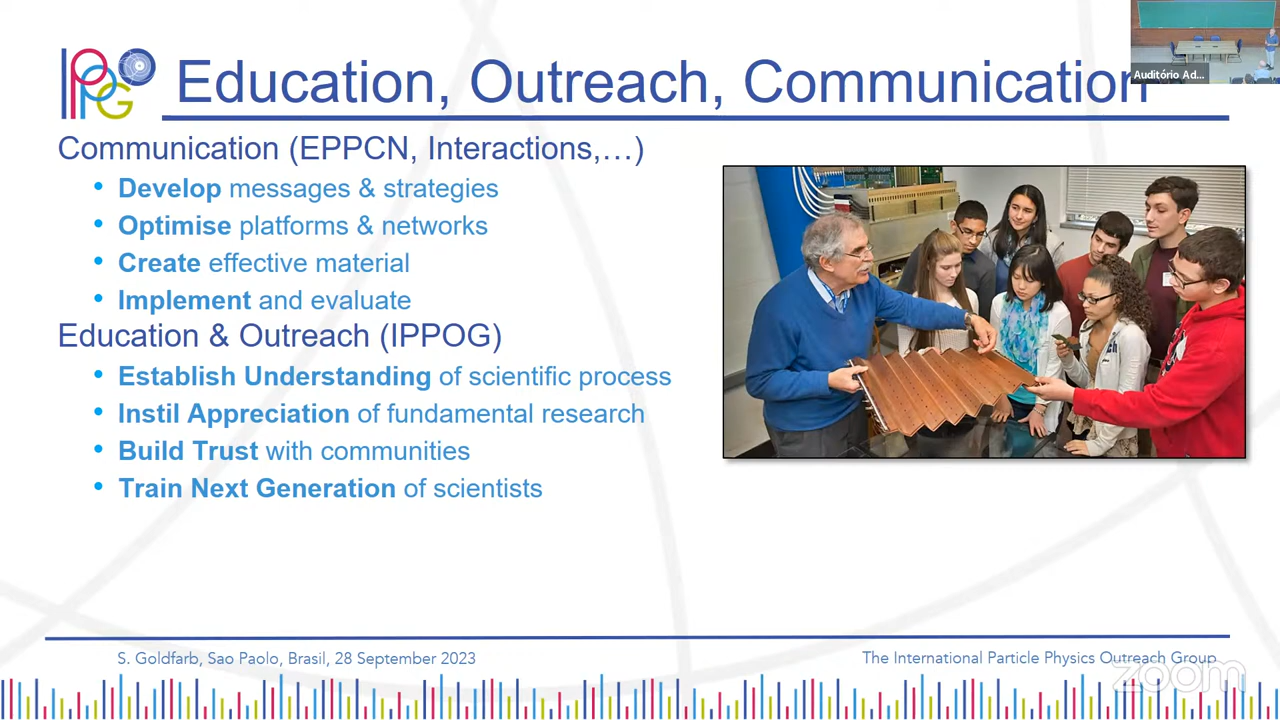 IPPOG
Education, Outreach, Communication
Auditório Ad...
Communication (EPPCN, Interactions,…)
• Develop messages & strategies
• Optimise platforms & networks
• Create effective material
• Implement and evaluate
Education & Outreach (IPPOG)
• Establish Understanding of scientific process
• Instil Appreciation of fundamental research
• Build Trust with communities
• Train Next Generation of scientists
S. Goldfarb, Sao Paolo, Brasil, 28 September 2023
The International Particle Physics Outreach Group
zoom